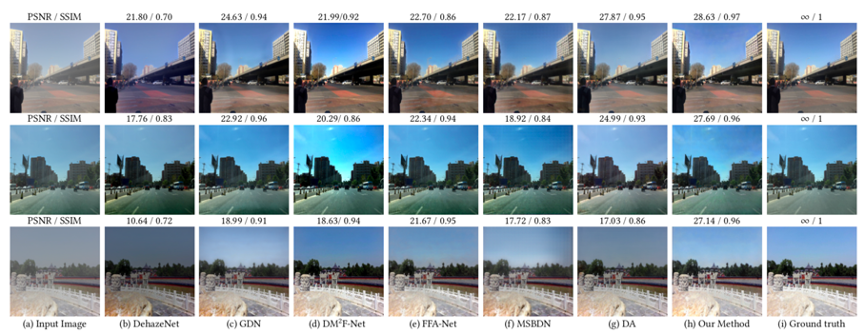 PSNR / SSIM 21.80 / 0.70 24.63 / 0.94 21.99/0.92 22.70 / 0.86 22.17 / 0.87 27.87 / 0.95 28.63 / 0.97 ∞ / 1
PSNR / SSIM 17.76 / 0.83 22.92 / 0.96 20.29/ 0.86 22.34 / 0.94 18.92 / 0.84 24.99 / 0.93 27.69 / 0.96 ∞ / 1
PSNR / SSIM 10.64 / 0.72 18.99 / 0.91 18.63/ 0.94 21.67 / 0.95 17.72 / 0.83 17.03 / 0.86 27.14 / 0.96 ∞ / 1
(a) Input Image (b) DehazeNet (c) GDN (d) DM²F-Net (e) FFA-Net (f) MSBDN (g) DA (h) Our Method (i) Ground truth